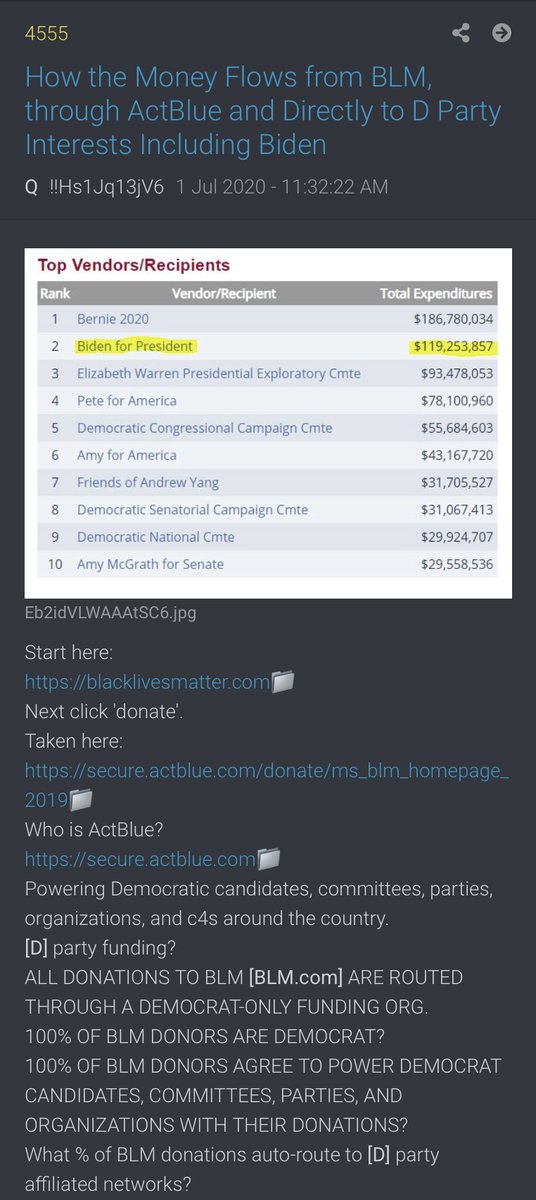 4555
How the Money Flows from BLM,
through ActBlue and Directly to D Party
Interests Including Biden
Q !!Hs1Jq13jV6 1 Jul 2020 - 11:32:22 AM
Top Vendors/Recipients
Rank Vendor/Recipient Total Expenditures
1 Bernie 2020 $186,780,034
2 Biden for President $119,253,857
3 Elizabeth Warren Presidential Exploratory Cmte $93,478,053
4 Pete for America $78,100,960
5 Democratic Congressional Campaign Cmte $55,684,603
6 Amy for America $43,167,720
7 Friends of Andrew Yang $31,705,527
8 Democratic Senatorial Campaign Cmte $31,067,413
9 Democratic National Cmte $29,924,707
10 Amy McGrath for Senate $29,558,536
Eb2idVLWAAAtSC6.jpg
Start here:
https://blacklivesmatter.com
Next click 'donate'.
Taken here:
https://secure.actblue.com/donate/ms_blm_homepage_
2019
Who is ActBlue?
https://secure.actblue.com
Powering Democratic candidates, committees, parties,
organizations, and c4s around the country.
[D] party funding?
ALL DONATIONS TO BLM [BLM.com] ARE ROUTED
THROUGH A DEMOCRAT-ONLY FUNDING ORG.
100% OF BLM DONORS ARE DEMOCRAT?
100% OF BLM DONORS AGREE TO POWER DEMOCRAT
CANDIDATES, COMMITTEES, PARTIES, AND
ORGANIZATIONS WITH THEIR DONATIONS?
What % of BLM donations auto-route to [D] party
affiliated networks?